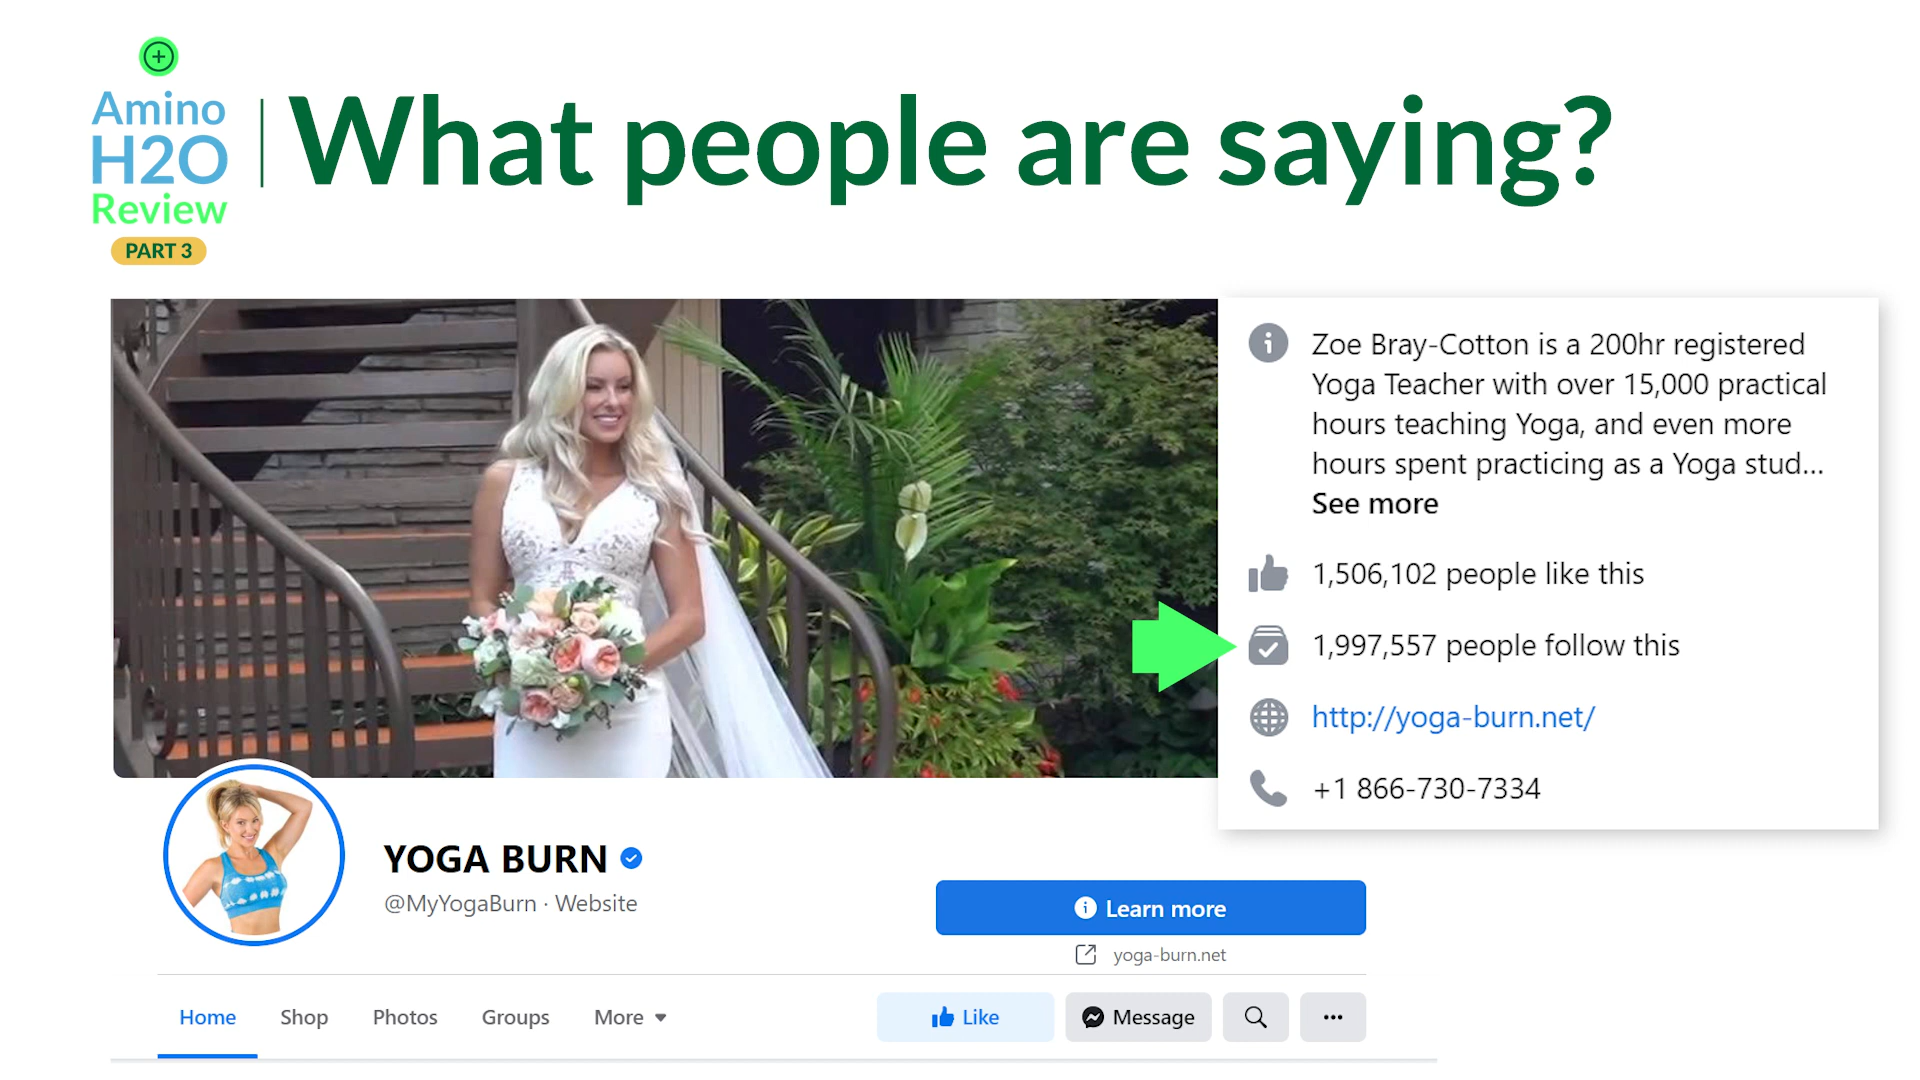 Amino
H2O
Review
PART 3
What people are saying?
Zoe Bray-Cotton is a 200hr registered
Yoga Teacher with over 15,000 practical
hours teaching Yoga, and even more
hours spent practicing as a Yoga stud...
See more
1,506,102 people like this
1,997,557 people follow this
http://yoga-burn.net/
+1 866-730-7334
YOGA BURN
@MyYogaBurn · Website
Learn more
yoga-burn.net
Home Shop Photos Groups More
Like Message